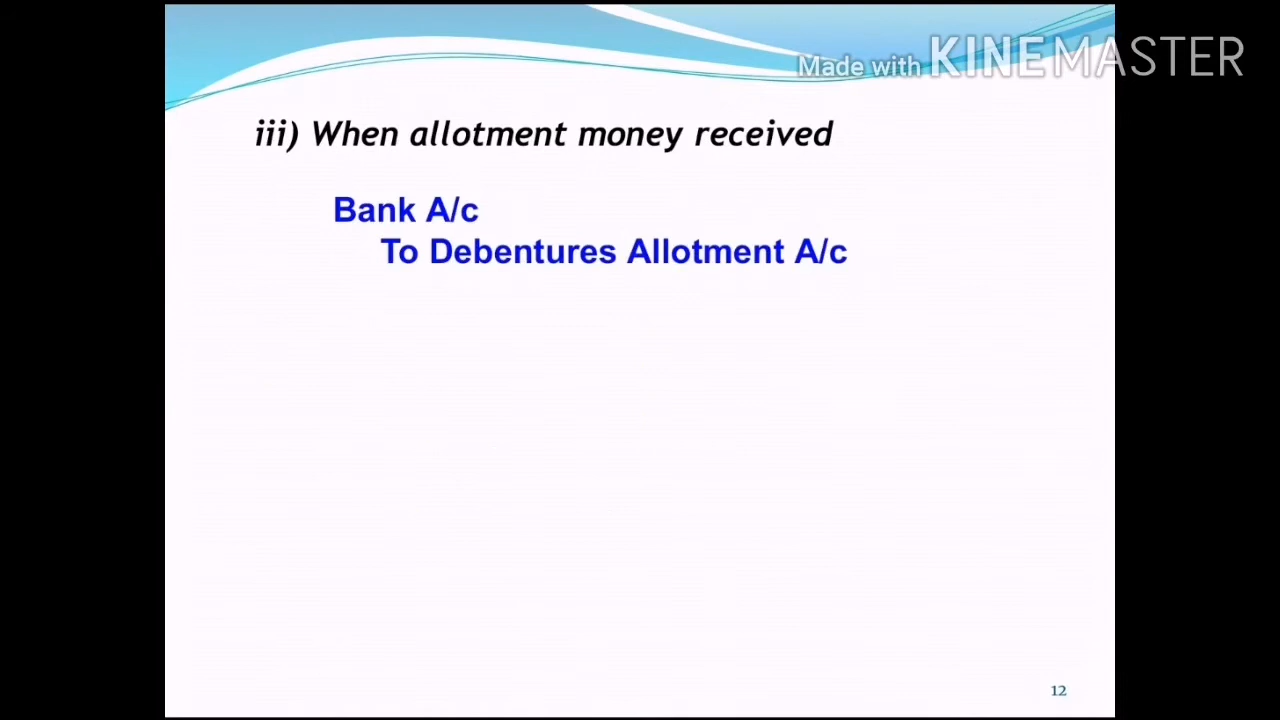 Made with KINEMASTER
iii) When allotment money received
Bank A/c
To Debentures Allotment A/c
12